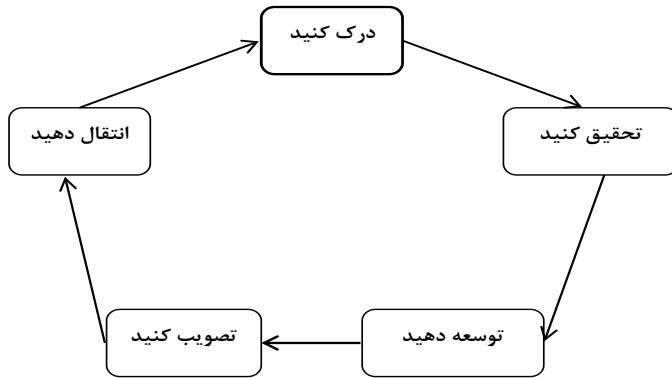 درک کنید
تحقیق کنید
توسعه دهید
تصویب کنید
انتقال دهید